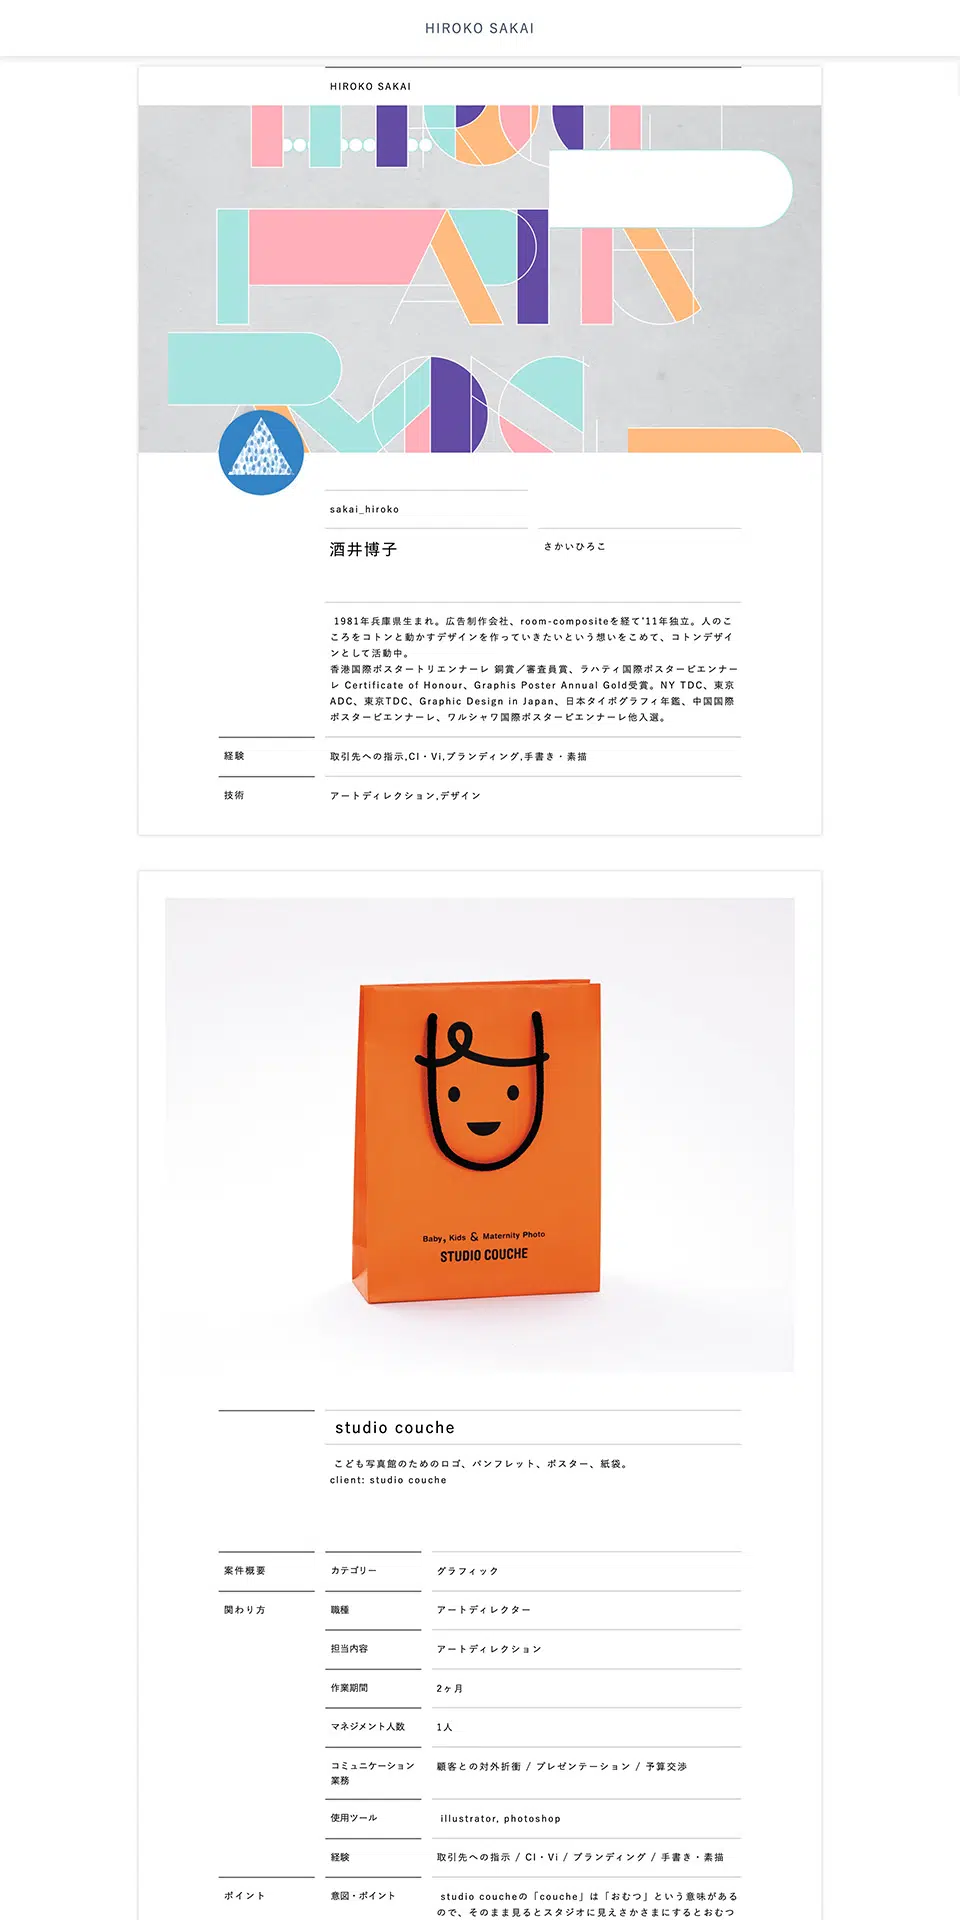 HIROKO SAKAI
HIROKO SAKAI
sakai_hiroko
酒井博子
さかいひろこ
1981年兵庫県生まれ。広告制作会社、room-compositeを経て'11年独立。人のこ
ころをコトンと動かすデザインを作っていきたいという想いをこめて、コトンデザイ
ンとして活動中。
香港国際ポスタートリエンナーレ 銅賞／審査員賞、ラハティ国際ポスタービエンナー
レ Certificate of Honour、Graphis Poster Annual Gold受賞。NY TDC、東京
ADC、東京TDC、Graphic Design in Japan、日本タイポグラフィ年鑑、中国国際
ポスタービエンナーレ、ワルシャワ国際ポスタービエンナーレ他入選。
経験
取引先への指示,CI・Vi,ブランディング,手書き・素描
技術
アートディレクション,デザイン
Baby, Kids & Maternity Photo
STUDIO COUCHE
studio couche
こども写真館のためのロゴ、パンフレット、ポスター、紙袋。
client: studio couche
案件概要
カテゴリー
グラフィック
関わり方
職種
アートディレクター
担当内容
アートディレクション
作業期間
2ヶ月
マネジメント人数
1人
コミュニケーション
業務
顧客との対外折衝 / プレゼンテーション / 予算交渉
使用ツール
illustrator, photoshop
経験
取引先への指示 / CI・Vi / ブランディング / 手書き・素描
ポイント
意図・ポイント
studio coucheの「couche」は「おむつ」という意味がある
ので、そのまま見るとスタジオに見えさかさまにするとおむつ